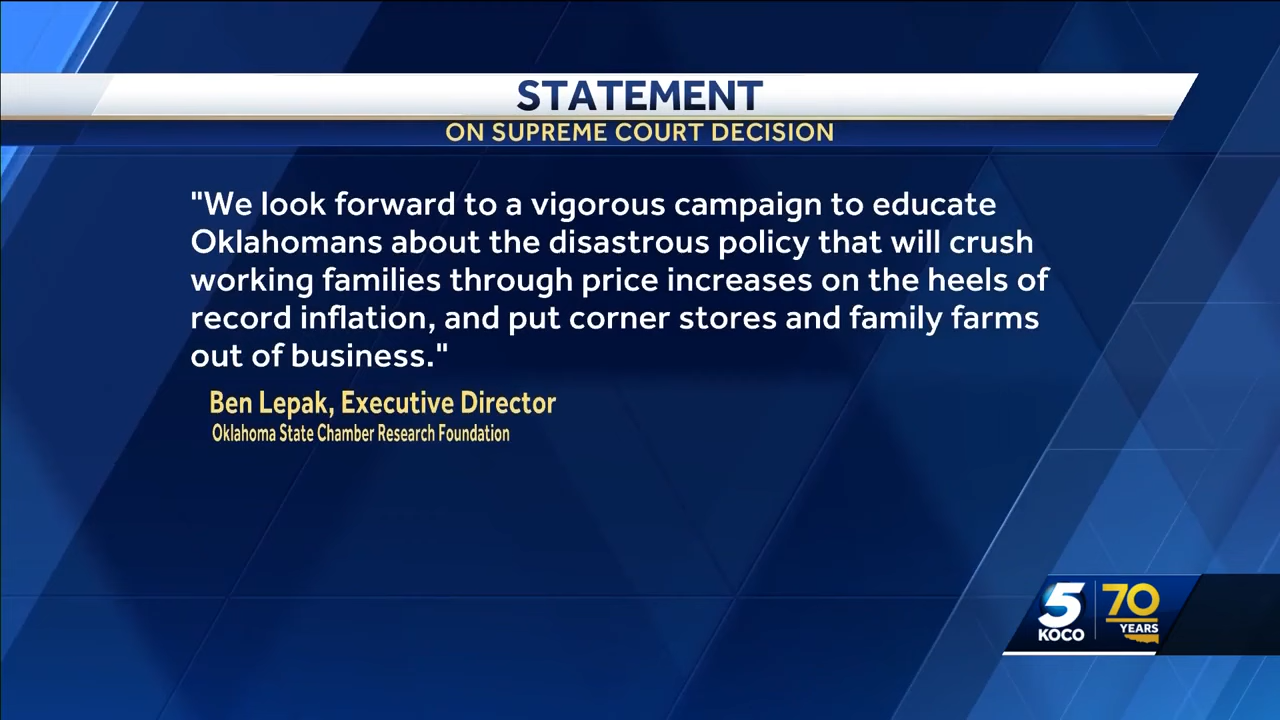 STATEMENT
ON SUPREME COURT DECISION
"We look forward to a vigorous campaign to educate
Oklahomans about the disastrous policy that will crush
working families through price increases on the heels of
record inflation, and put corner stores and family farms
out of business."
Ben Lepak, Executive Director
Oklahoma State Chamber Research Foundation
5
KOCO
70
YEARS